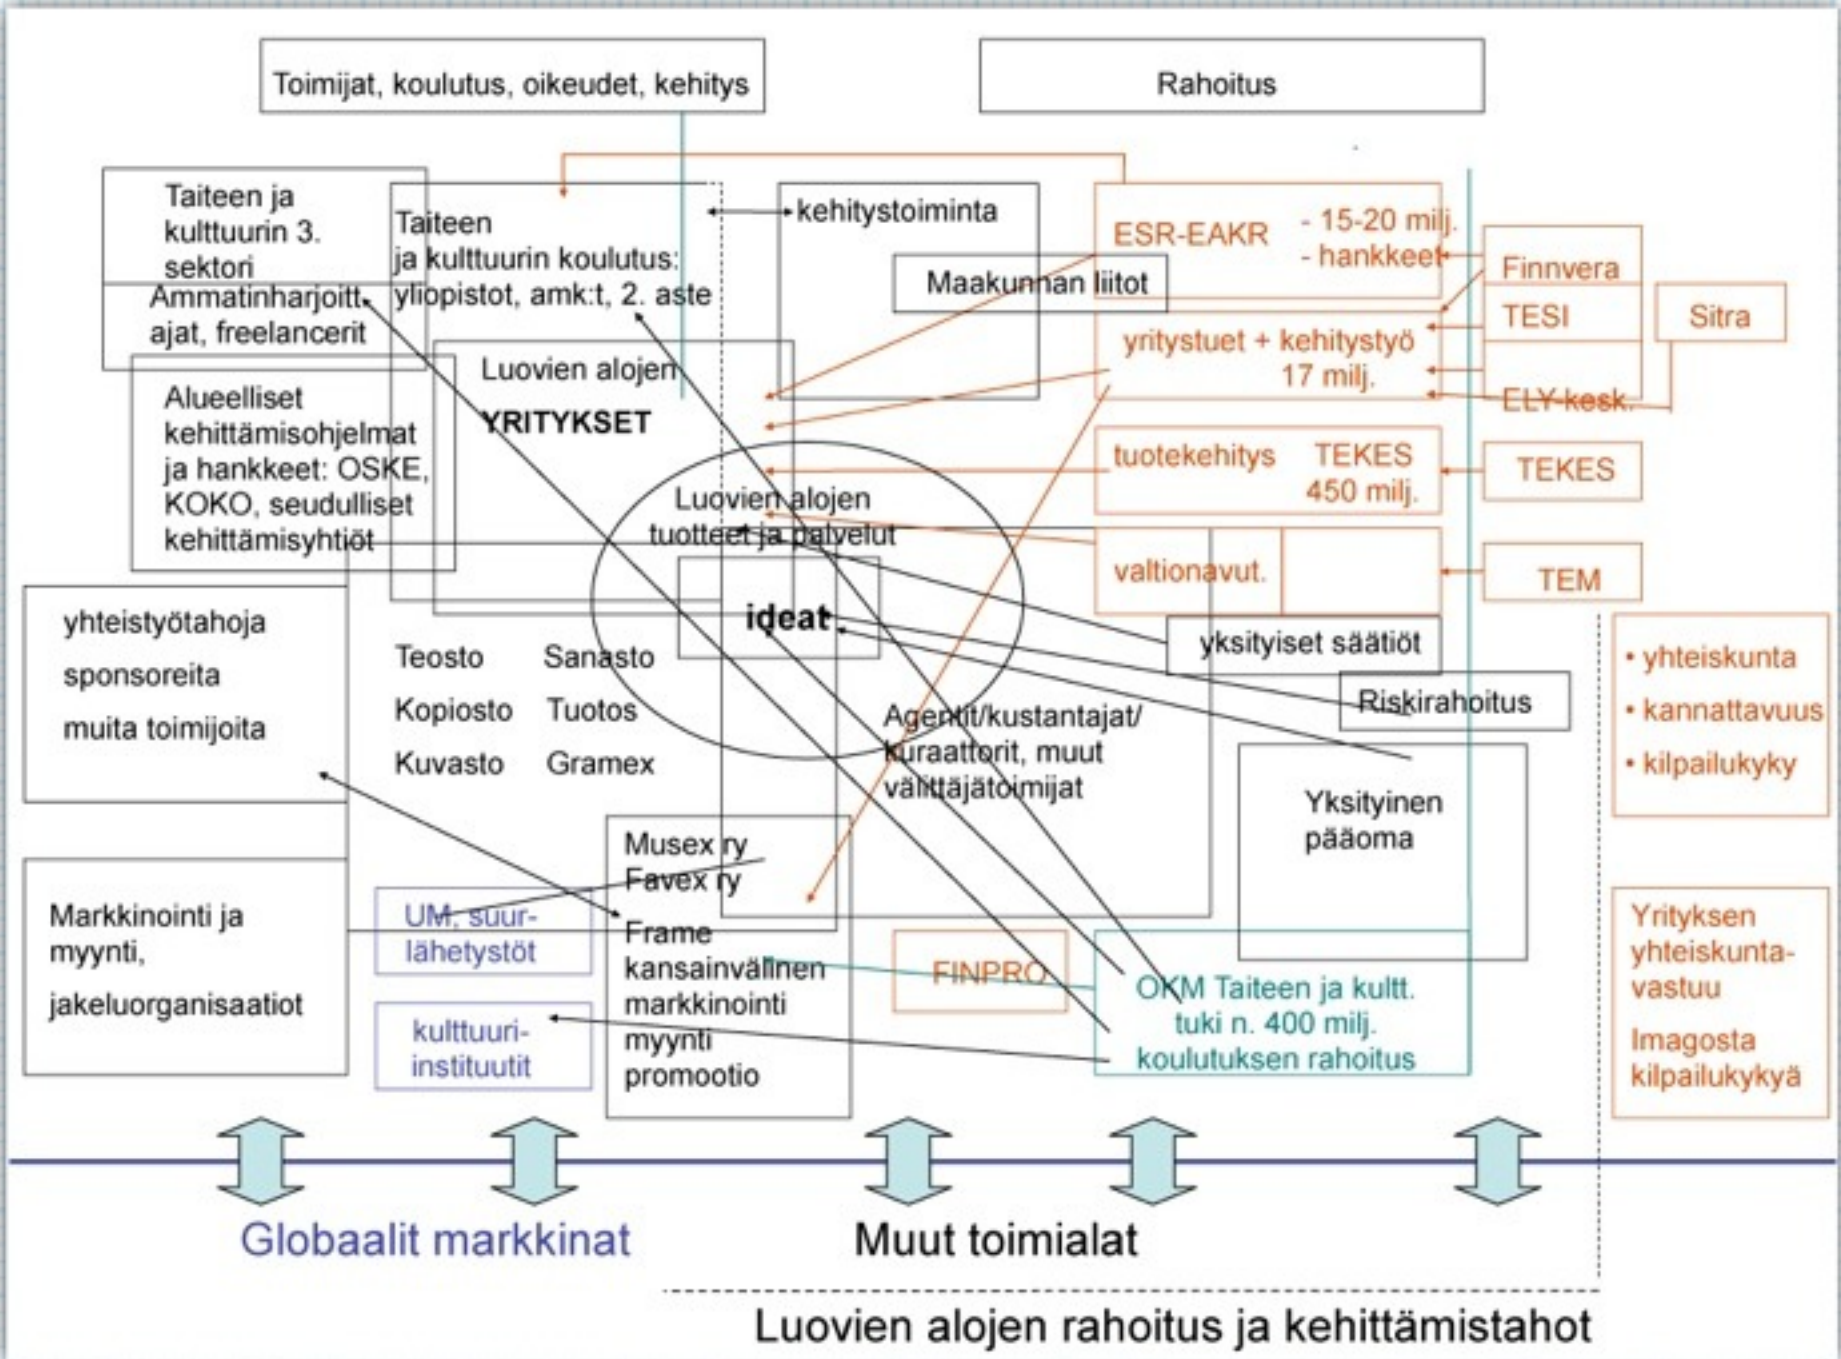 Toimijat, koulutus, oikeudet, kehitys
Rahoitus
Taiteen ja
kulttuurin 3.
sektori
Ammatinharjoitt-
ajat, freelancerit
Taiteen
ja kulttuurin koulutus:
yliopistot, amk:t, 2. aste
kehitystoiminta
Maakunnan liitot
ESR-EAKR
- 15-20 milj.
- hankkeet
Finnvera
TESI
ELY-kesk.
Sitra
yritystuet + kehitystyö
17 milj.
Luovien alojen
YRITYKSET
Alueelliset
kehittämisohjelmat
ja hankkeet: OSKE,
KOKO, seudulliset
kehittämisyhtiöt
tuotekehitys
TEKES
450 milj.
TEKES
Luovien alojen
tuotteet ja palvelut
ideat
valtionavut.
TEM
yksityiset säätiöt
Riskirahoitus
yhteistyötahoja
sponsoreita
muita toimijoita
Teosto Sanasto
Kopiosto Tuotos
Kuvasto Gramex
Agentit/kustantajat/
kuraattorit, muut
välittäjätoimijat
Yksityinen
pääoma
• yhteiskunta
• kannattavuus
• kilpailukyky
Markkinointi ja
myynti,
jakeluorganisaatiot
UM, suur-
lähetystöt
kulttuuri-
instituutit
Musex ry
Favex ry
Frame
kansainvälinen
markkinointi
myynti
promootio
FINPRO
OKM Taiteen ja kultt.
tuki n. 400 milj.
koulutuksen rahoitus
Yrityksen
yhteiskunta-
vastuu
Imagosta
kilpailukykyä
Globaalit markkinat
Muut toimialat
Luovien alojen rahoitus ja kehittämistahot